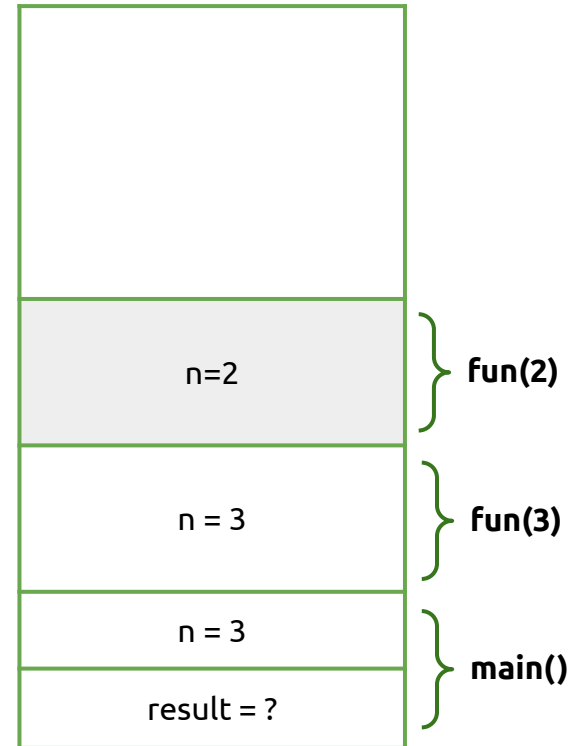 n=2
fun(2)
n = 3
fun(3)
n = 3
main()
result = ?